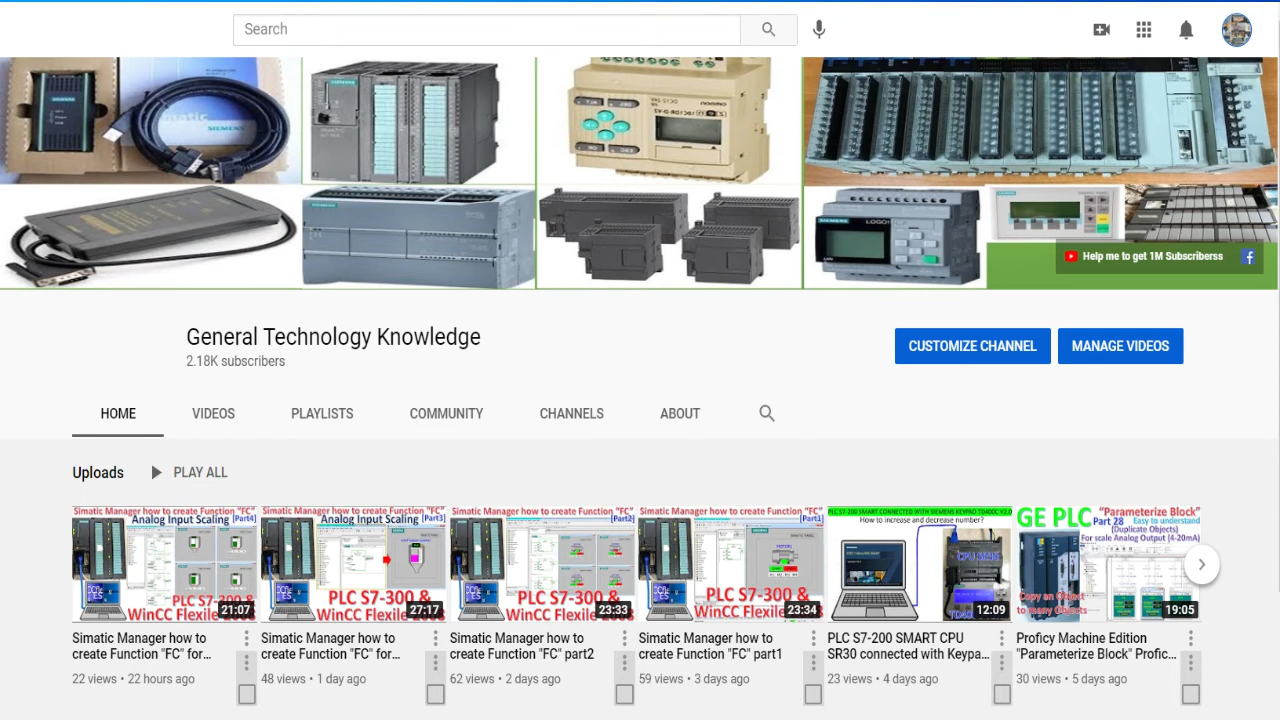 Search
SIEMENS
SIEMENS
LOGO!
Help me to get 1M Subscriberss
General Technology Knowledge
2.18K subscribers
CUSTOMIZE CHANNEL
MANAGE VIDEOS
HOME
VIDEOS
PLAYLISTS
COMMUNITY
CHANNELS
ABOUT
Uploads
PLAY ALL
Simatic Manager how to create Function "FC"
Analog Input Scaling [Part4]
PLC S7-300 &
21:07
Simatic Manager how to create Function "FC"
Analog Input Scaling [Part3]
PLC S7-300 &
WinCC Flexile
27:17
Simatic Manager how to create Function "FC"
[Part2]
PLC S7-300 &
WinCC Flexile
23:33
Simatic Manager how to create Function "FC"
[Part1]
PLC S7-300 &
WinCC Flexile
23:34
PLC S7-200 SMART CONNECTED WITH SIEMENS KEYPRO TD400C V2.0
How to increase and decrease number?
12:09
GE PLC
"Parameterize Block"
Part 28
Easy to understand
(Duplicate Objects)
For scale Analog Output (4-20mA)
Copy an Object
to many Objects
19:05
Simatic Manager how to
create Function "FC" for...
22 views • 22 hours ago
Simatic Manager how to
create Function "FC" for...
48 views • 1 day ago
Simatic Manager how to
create Function "FC" part2
62 views • 2 days ago
Simatic Manager how to
create Function "FC" part1
59 views • 3 days ago
PLC S7-200 SMART CPU
SR30 connected with Keypa...
23 views • 4 days ago
Proficy Machine Edition
"Parameterize Block" Profic...
30 views • 5 days ago